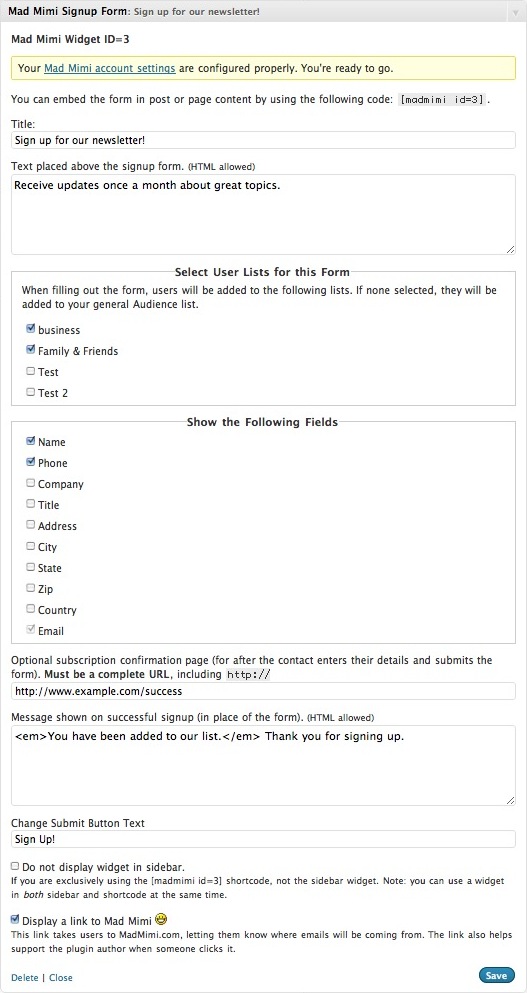 Mad Mimi Signup Form: Sign up for our newsletter!
Mad Mimi Widget ID=3
Your Mad Mimi account settings are configured properly. You're ready to go.
You can embed the form in post or page content by using the following code: [madmimi id=3].
Title:
Sign up for our newsletter!
Text placed above the signup form. (HTML allowed)
Receive updates once a month about great topics.
Select User Lists for this Form
When filling out the form, users will be added to the following lists. If none selected, they will be
added to your general Audience list.
business
Family & Friends
Test
Test 2
Show the Following Fields
Name
Phone
Company
Title
Address
City
State
Zip
Country
Email
Optional subscription confirmation page (for after the contact enters their details and submits the
form). Must be a complete URL, including http://
http://www.example.com/success
Message shown on successful signup (in place of the form). (HTML allowed)
<em>You have been added to our list.</em> Thank you for signing up.
Change Submit Button Text
Sign Up!
Do not display widget in sidebar.
If you are exclusively using the [madmimi id=3] shortcode, not the sidebar widget. Note: you can use a widget
in both sidebar and shortcode at the same time.
Display a link to Mad Mimi
This link takes users to MadMimi.com, letting them know where emails will be coming from. The link also helps
support the plugin author when someone clicks it.
Delete | Close
Save